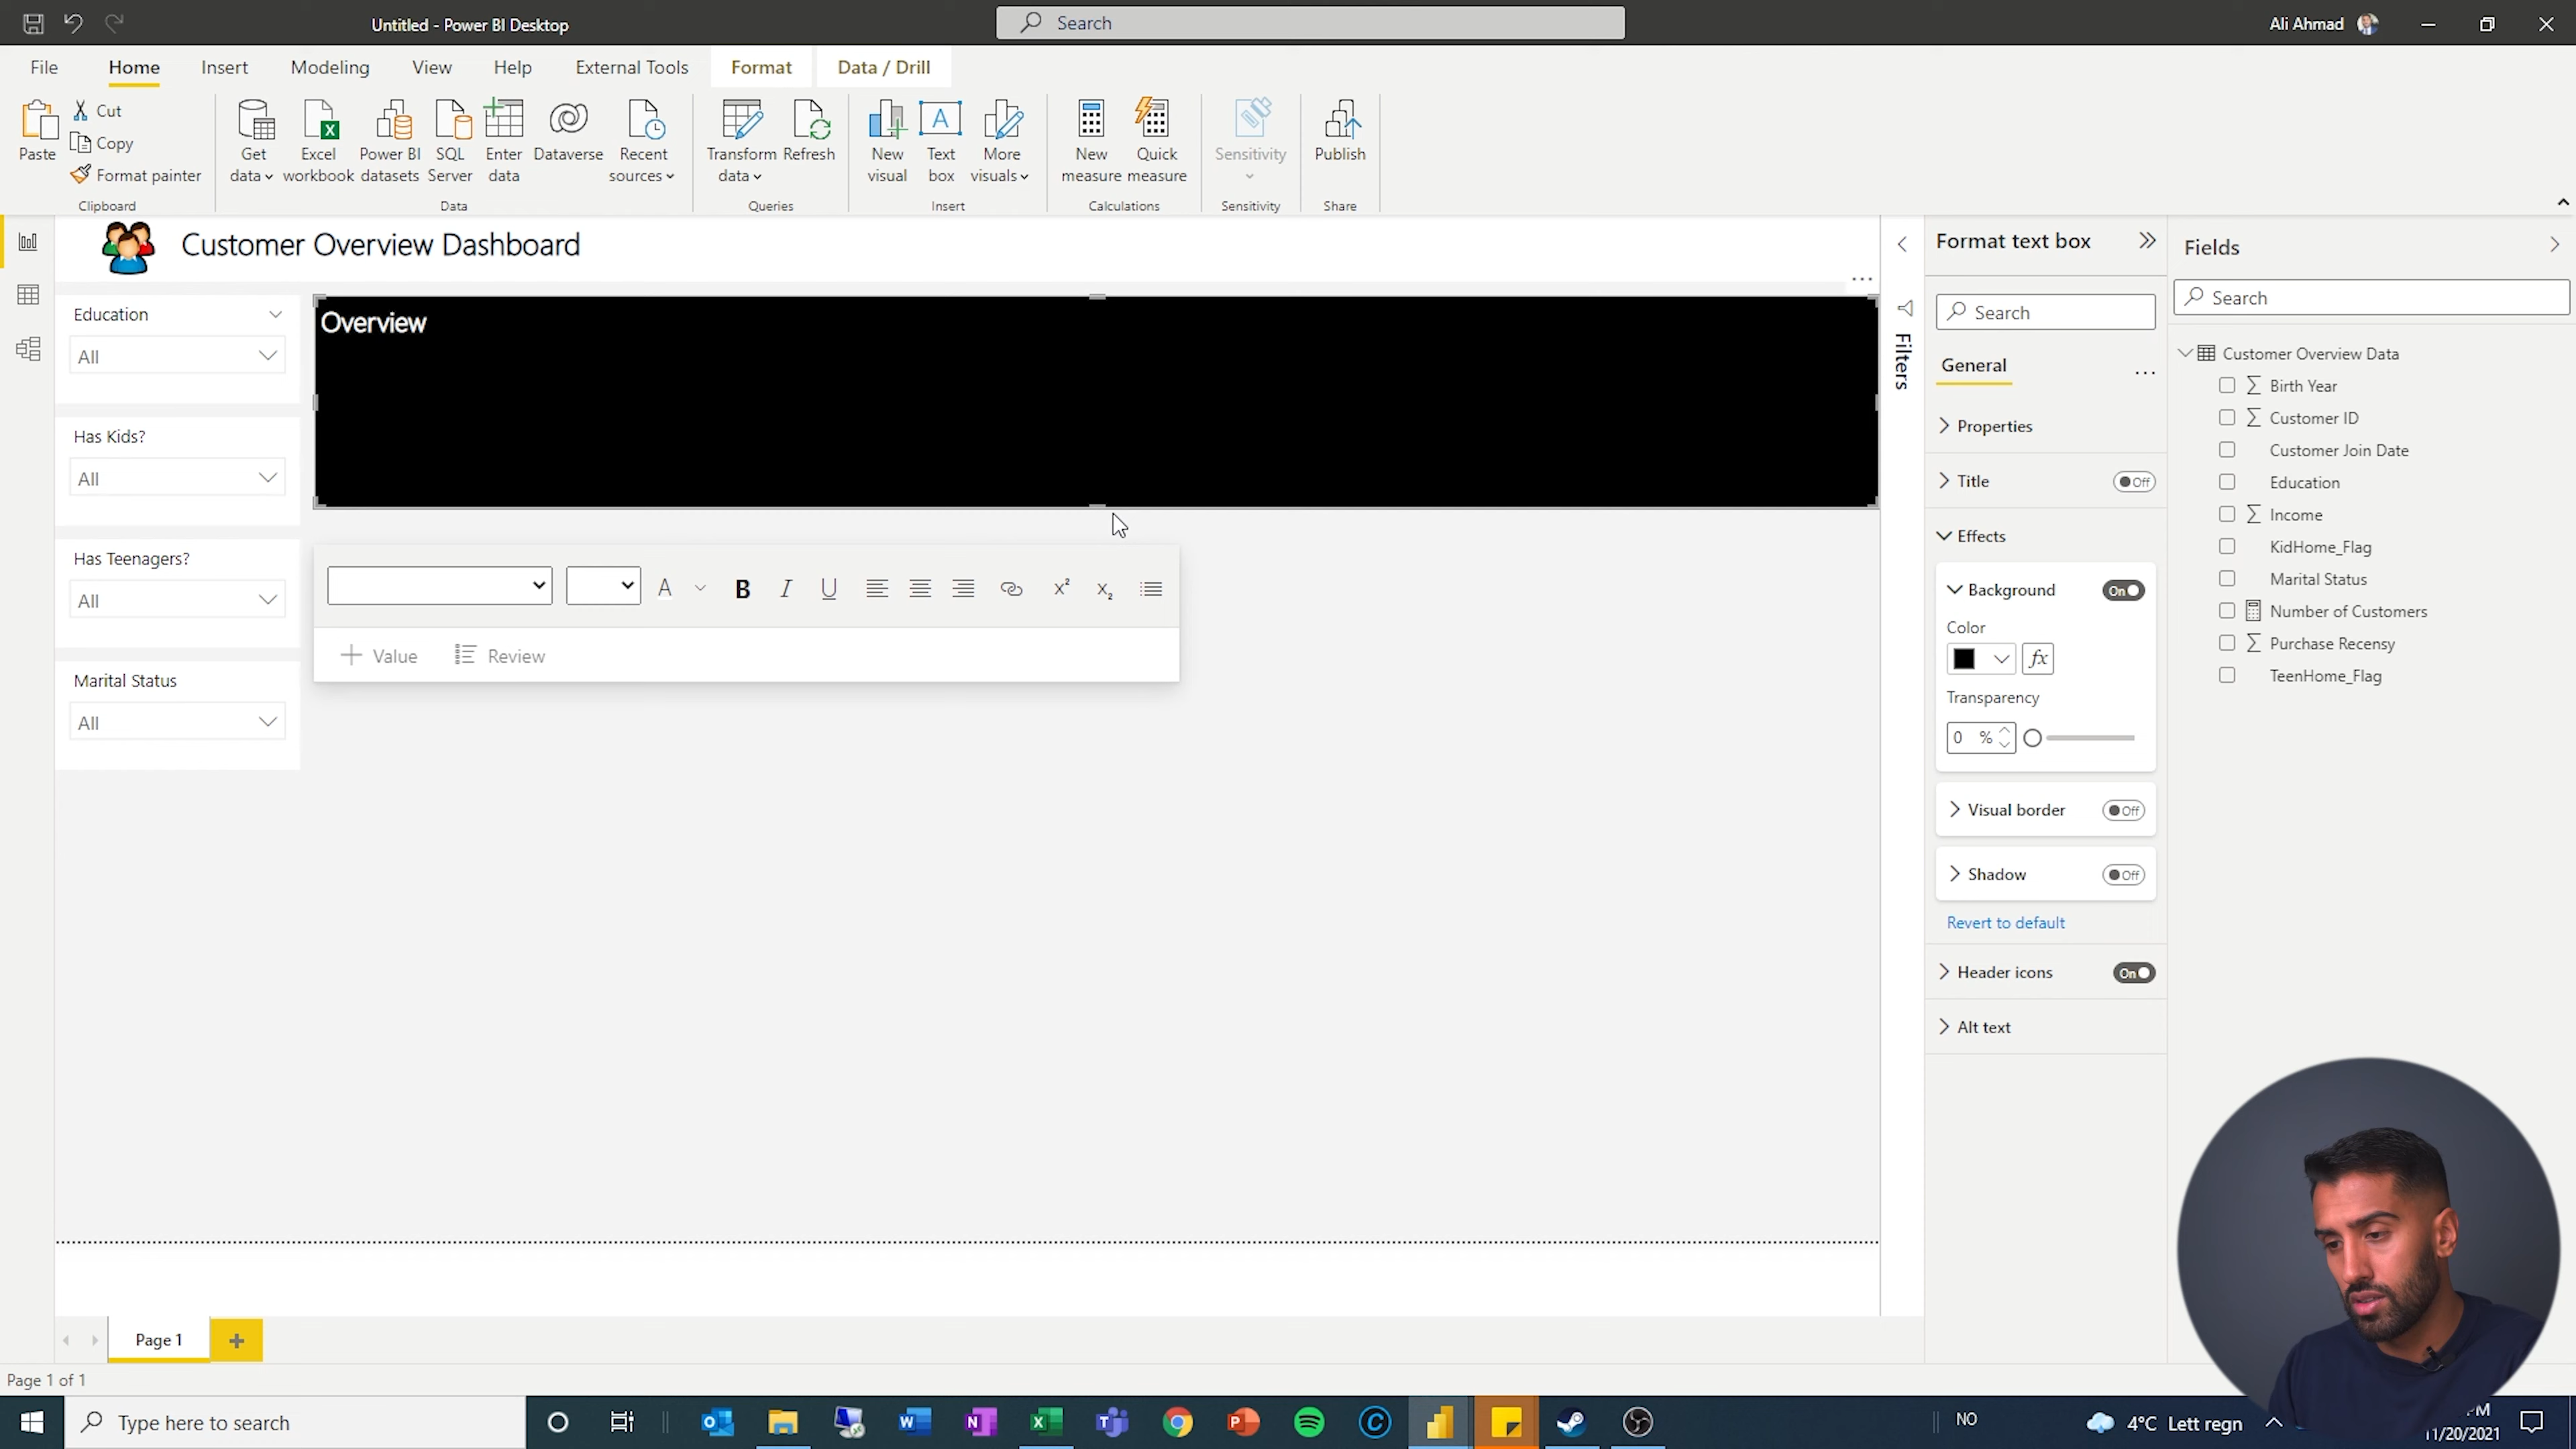 Untitled - Power BI Desktop
Search
Ali Ahmad
File
Home
Insert
Modeling
View
Help
External Tools
Format
Data / Drill
Paste
Cut
Copy
Format painter
Clipboard
Get data
Excel workbook
Power BI datasets
SQL Server
Enter data
Dataverse
Recent sources
Data
Transform data
Refresh
Queries
New visual
Text box
More visuals
Insert
New measure
Quick measure
Calculations
Sensitivity
Sensitivity
Publish
Share
Customer Overview Dashboard
Education
All
Has Kids?
All
Has Teenagers?
All
Marital Status
All
Overview
A
B
I
U
x²
x₂
Value
Review
Filters
Format text box
Search
General
Properties
Title
Off
Effects
Background
On
Color
fx
Transparency
0 %
Visual border
Off
Shadow
Off
Revert to default
Header icons
On
Alt text
Fields
Search
Customer Overview Data
Birth Year
Customer ID
Customer Join Date
Education
Income
KidHome_Flag
Marital Status
Number of Customers
Purchase Recensy
TeenHome_Flag
Page 1
Page 1 of 1
Type here to search
NO
4°C Lett regn
11/20/2021